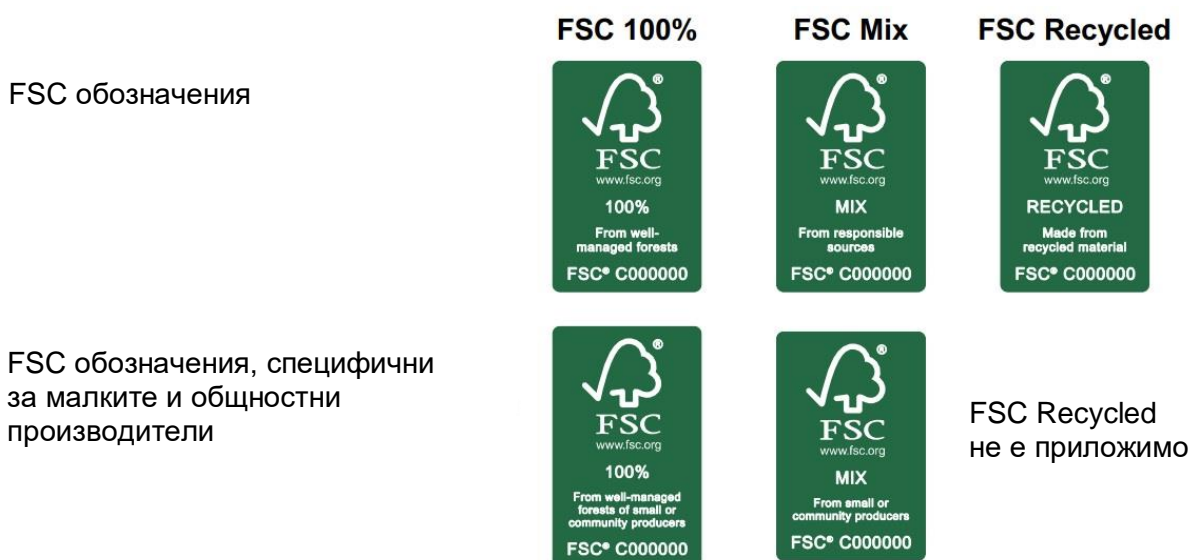 FSC 100%
FSC Mix
FSC Recycled
FSC обозначения
®
FSC
www.fsc.org
100%
From well-
managed forests
FSC® C000000
®
FSC
www.fsc.org
MIX
From responsible
sources
FSC® C000000
®
FSC
www.fsc.org
RECYCLED
Made from
recycled material
FSC® C000000
FSC обозначения, специфични
за малките и общностни
производители
®
FSC
www.fsc.org
100%
From well-managed
forests of small or
community producers
FSC® C000000
®
FSC
www.fsc.org
MIX
From small or
community producers
FSC® C000000
FSC Recycled
не е приложимо